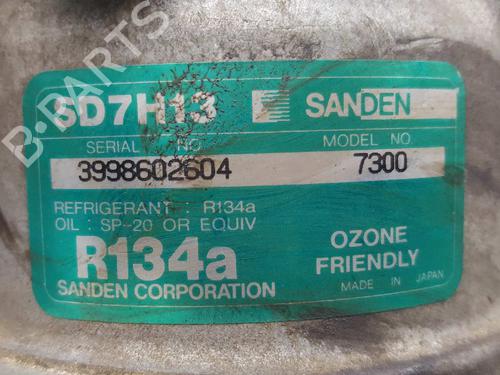 B-PARTS
SD7H13 SANDEN
SERIAL NO. MODEL NO.
3998602604 7300
REFRIGERANT : R134a
OIL : SP-20 OR EQUIV
R134a OZONE FRIENDLY
SANDEN CORPORATION MADE IN JAPAN